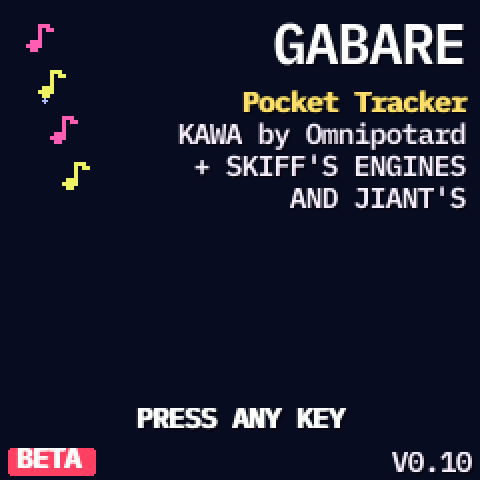 GABARE
Pocket Tracker
KAWA by Omnipotard
+ SKIFF'S ENGINES
AND JIANT'S
PRESS ANY KEY
BETA
V0.10